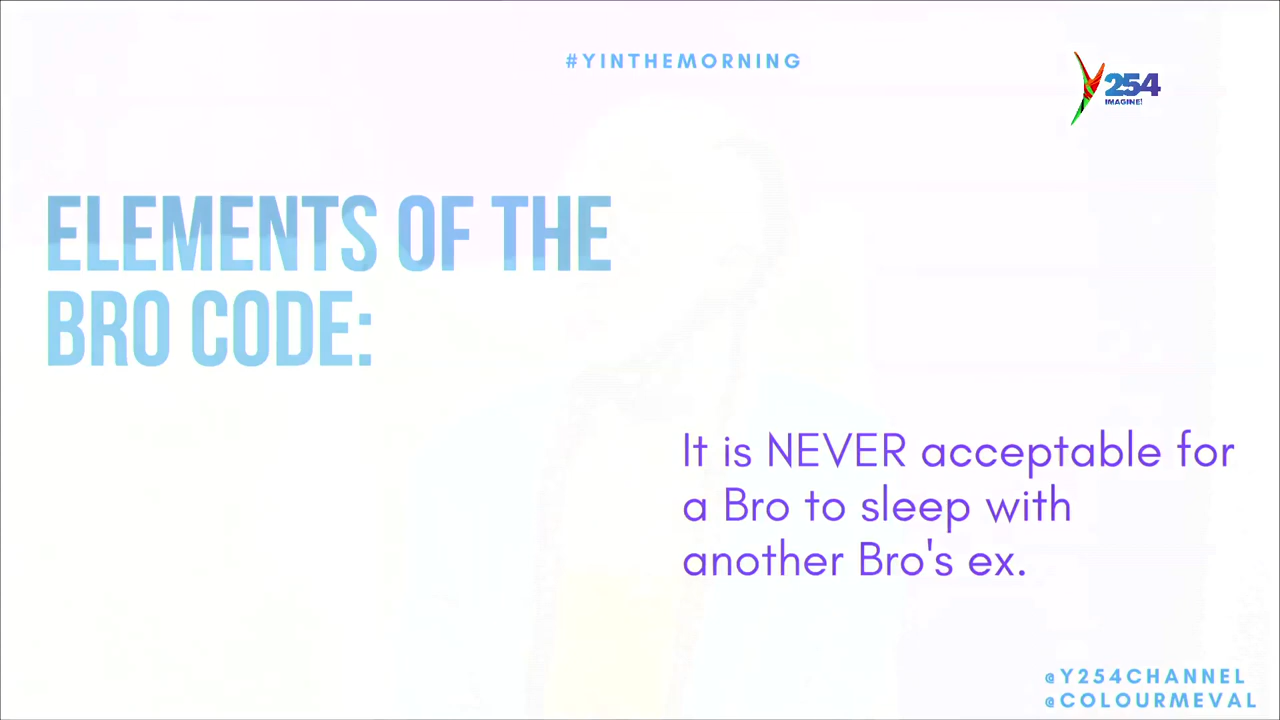 #YINTHEMORNING
Y254
IMAGINE!
ELEMENTS OF THE
BRO CODE:
It is NEVER acceptable for
a Bro to sleep with
another Bro's ex.
@Y254CHANNEL
@COLOURMEVAL